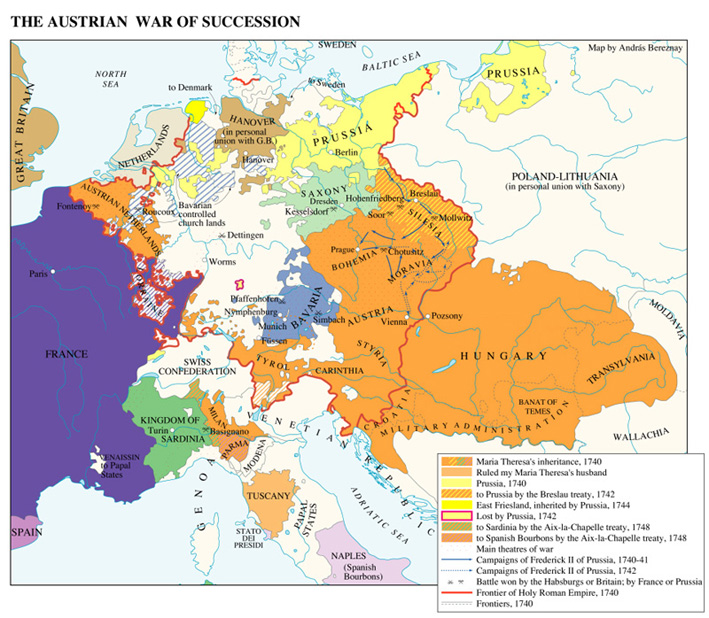 THE AUSTRIAN WAR OF SUCCESSION
SWEDEN
Map by András Bereznay
BALTIC SEA
NORTH
SEA
PRUSSIA
to Denmark
to Sweden
GREAT BRITAIN
HANOVER
(in personal
union with G.B.)
PRUSSIA
NETHERLANDS
Hanover
Berlin
POLAND-LITHUANIA
(in personal union with Saxony)
AUSTRIAN NETHERLANDS
SAXONY
Dresden
Hohenfriedberg
Breslau
Fontenoy
Roucoux
Bavarian
controlled
church lands
Kesselsdorf
Soor
SILESIA
Mollwitz
Dettingen
Prague
Chotusitz
BOHEMIA
MORAVIA
Worms
Paris
LORRAINE
Pfaffenhofen
Nymphenburg
BAVARIA
Munich
Simbach
AUSTRIA
Vienna
Pozsony
MOLDAVIA
Füssen
FRANCE
STYRIA
HUNGARY
TRANSYLVANIA
SWISS
CONFEDERATION
TYROL
CARINTHIA
BANAT OF
TEMES
CROATIA
MILITARY ADMINISTRATION
KINGDOM OF
Turin
SARDINIA
MILAN
Basignano
PARMA
VENETIAN REPUBLIC
WALLACHIA
MODENA
VENAISSIN
to Papal
States
GENOA
TUSCANY
PAPAL
STATES
ADRIATIC SEA
SPAIN
STATO
DEI
PRESIDI
NAPLES
(Spanish
Bourbons)
Maria Theresa's inheritance, 1740
Ruled my Maria Theresa's husband
Prussia, 1740
to Prussia by the Breslau treaty, 1742
East Friesland, inherited by Prussia, 1744
Lost by Prussia, 1742
to Sardinia by the Aix-la-Chapelle treaty, 1748
to Spanish Bourbons by the Aix-la-Chapelle treaty, 1748
Main theatres of war
Campaigns of Frederick II of Prussia, 1740-41
Campaigns of Frederick II of Prussia, 1742
Battle won by the Habsburgs or Britain; by France or Prussia
Frontier of Holy Roman Empire, 1740
Frontiers, 1740